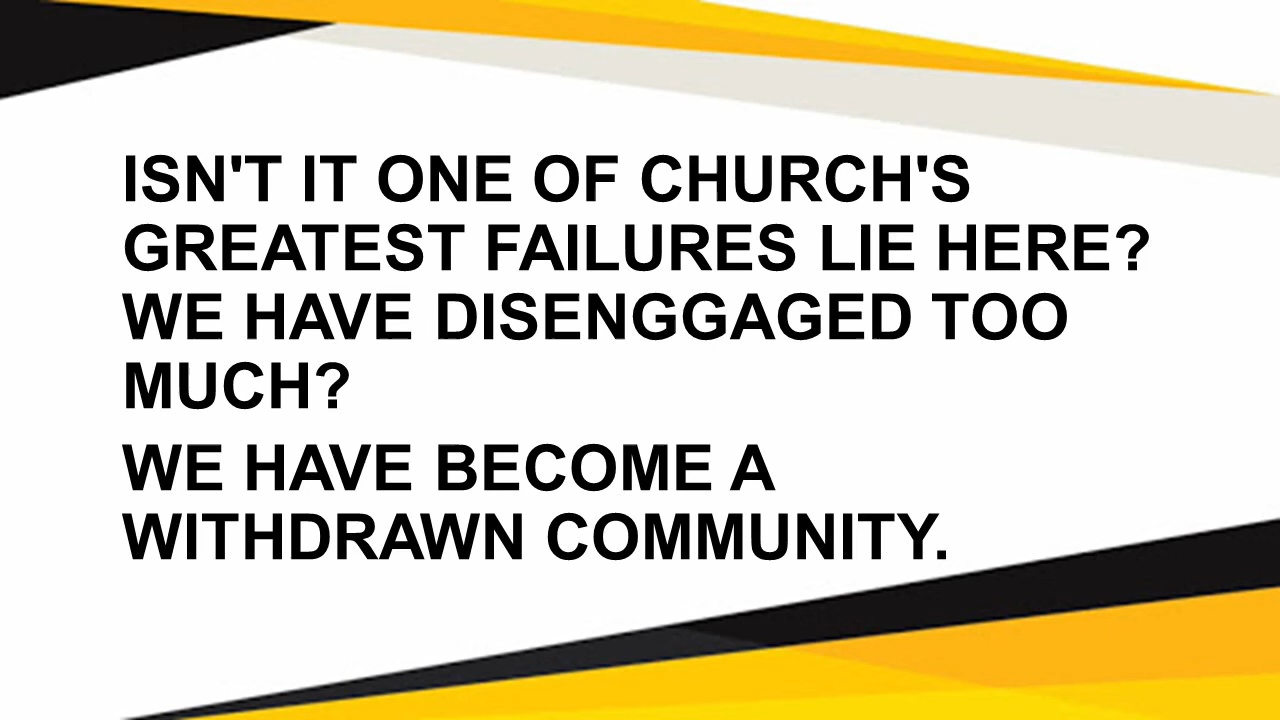 ISN'T IT ONE OF CHURCH'S
GREATEST FAILURES LIE HERE?
WE HAVE DISENGGAGED TOO
MUCH?
WE HAVE BECOME A
WITHDRAWN COMMUNITY.